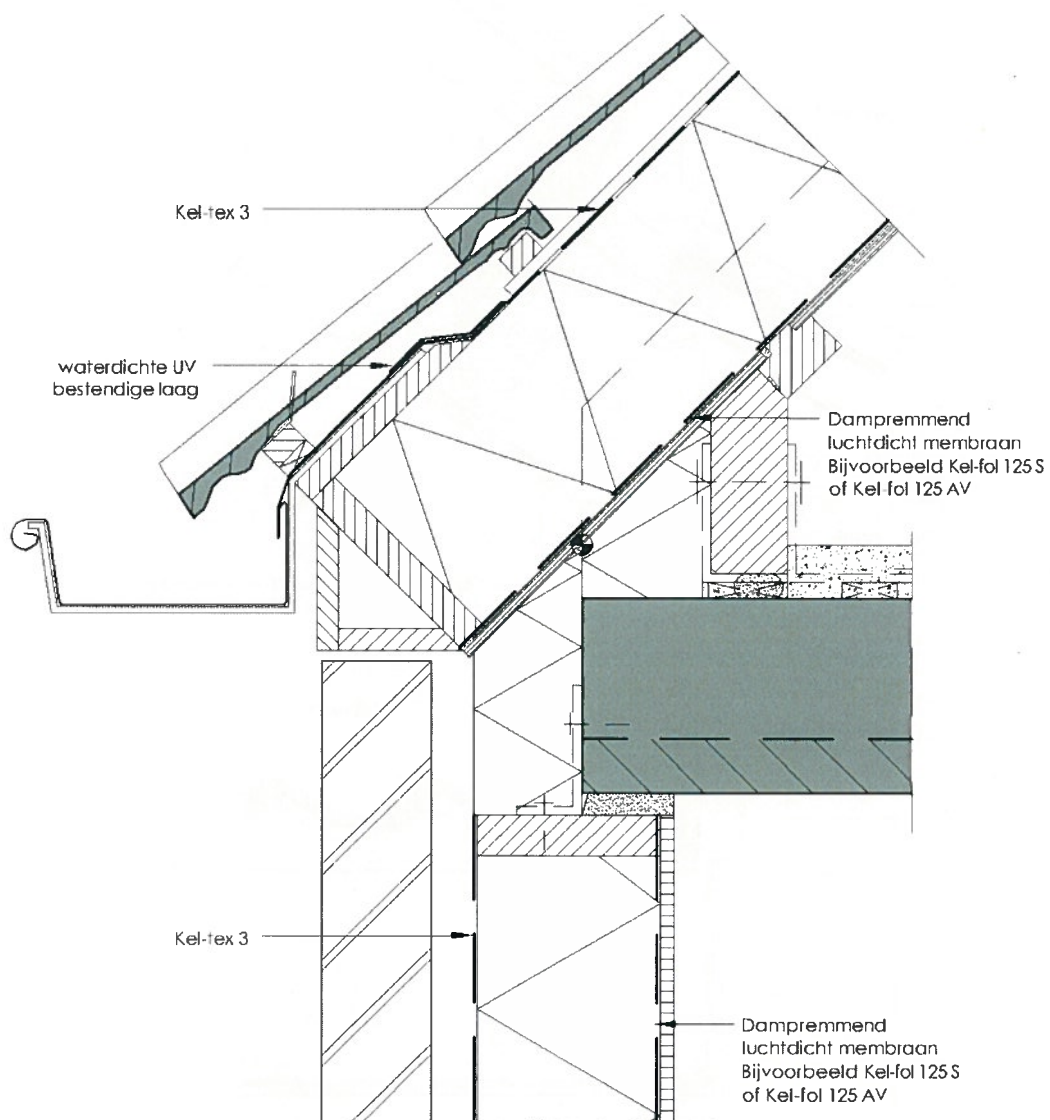 Kel-tex 3
waterdichte UV
bestendige laag
Dampremmend
luchtdicht membraan
Bijvoorbeeld Kel-fol 125 S
of Kel-fol 125 AV
Kel-tex 3
Dampremmend
luchtdicht membraan
Bijvoorbeeld Kel-fol 125 S
of Kel-fol 125 AV